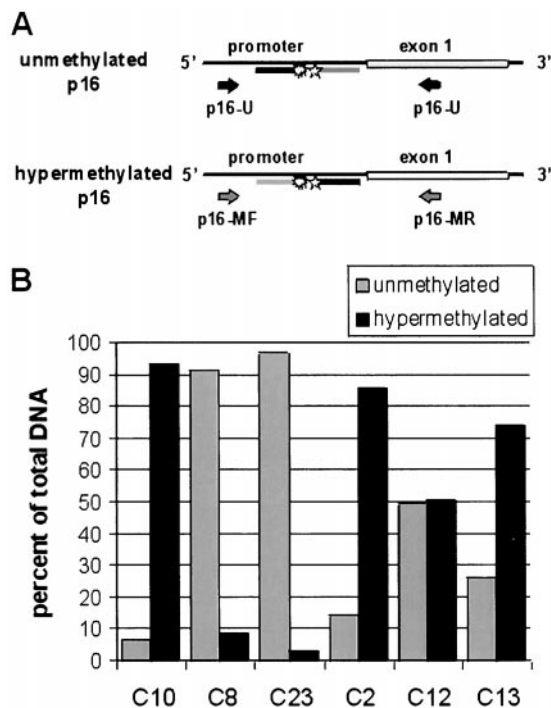 A
unmethylated
p16
5'
promoter
exon 1
3'
p16-U
p16-U
hypermethylated
p16
5'
promoter
exon 1
3'
p16-MF
p16-MR
B
unmethylated
hypermethylated
percent of total DNA
100
90
80
70
60
50
40
30
20
10
0
C10 C8 C23 C2 C12 C13